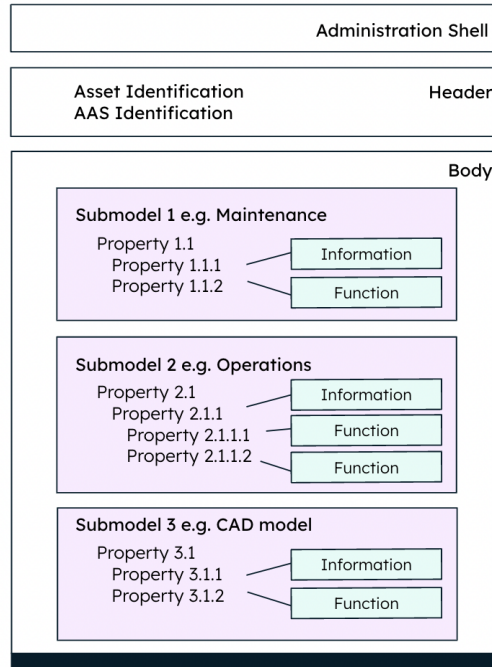 Administration Shell
Asset Identification
Header
AAS Identification
Body
Submodel 1 e.g. Maintenance
Property 1.1
Property 1.1.1
Property 1.1.2
Information
Function
Submodel 2 e.g. Operations
Property 2.1
Property 2.1.1
Property 2.1.1.1
Property 2.1.1.2
Information
Function
Function
Submodel 3 e.g. CAD model
Property 3.1
Property 3.1.1
Property 3.1.2
Information
Function